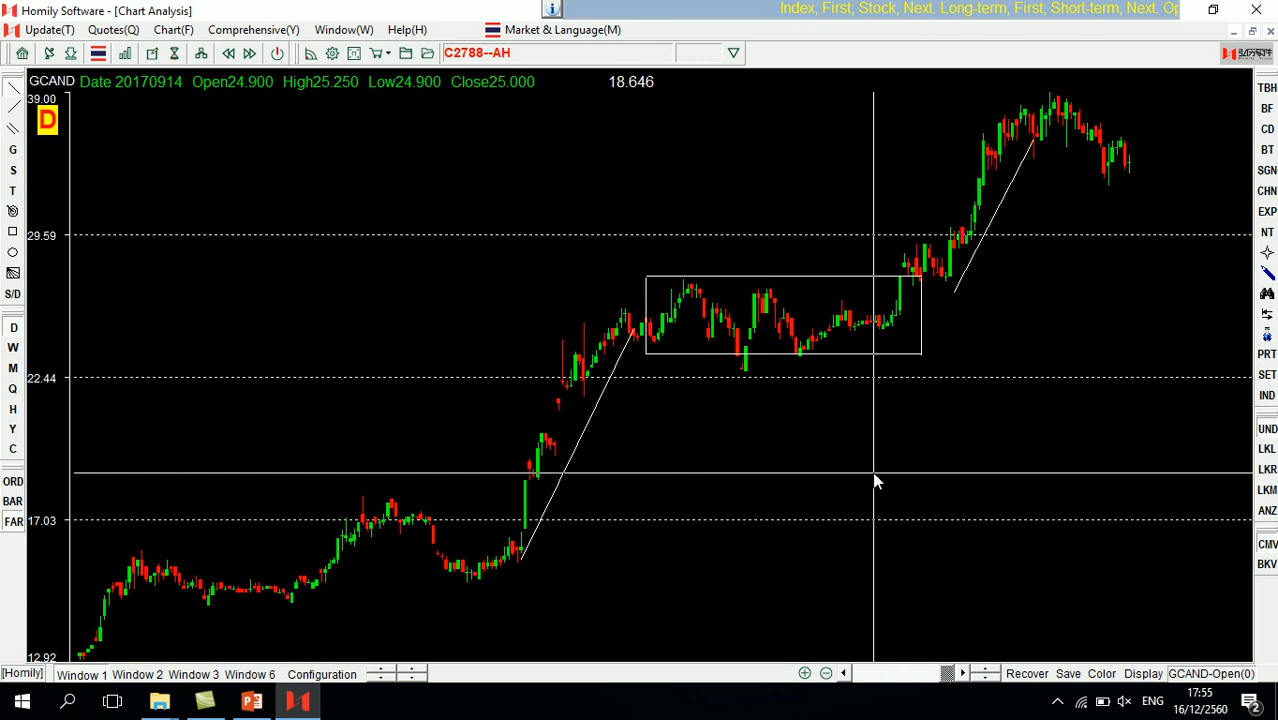 Homily Software - [Chart Analysis]
Index, First; Stock, Next. Long-term, First; Short-term, Next. Op
Update(T) Quotes(Q) Chart(F) Comprehensive(Y) Window(W) Help(H) Market & Language(M)
C2788--AH
GCAND Date 20170914 Open24.900 High25.250 Low24.900 Close25.000 18.646
39.00
D
29.59
22.44
17.03
12.92
G
S
T
S/D
D
W
M
Q
H
Y
C
ORD
BAR
FAR
TBH
BF
CD
BT
SGN
CHN
EXP
NT
PRT
SET
IND
UND
LKL
LKR
LKM
ANZ
CMV
BKV
[Homily] Window 1 Window 2 Window 3 Window 6 Configuration Recover Save Color Display GCAND-Open(0)
ENG
17:55
16/12/2560
2